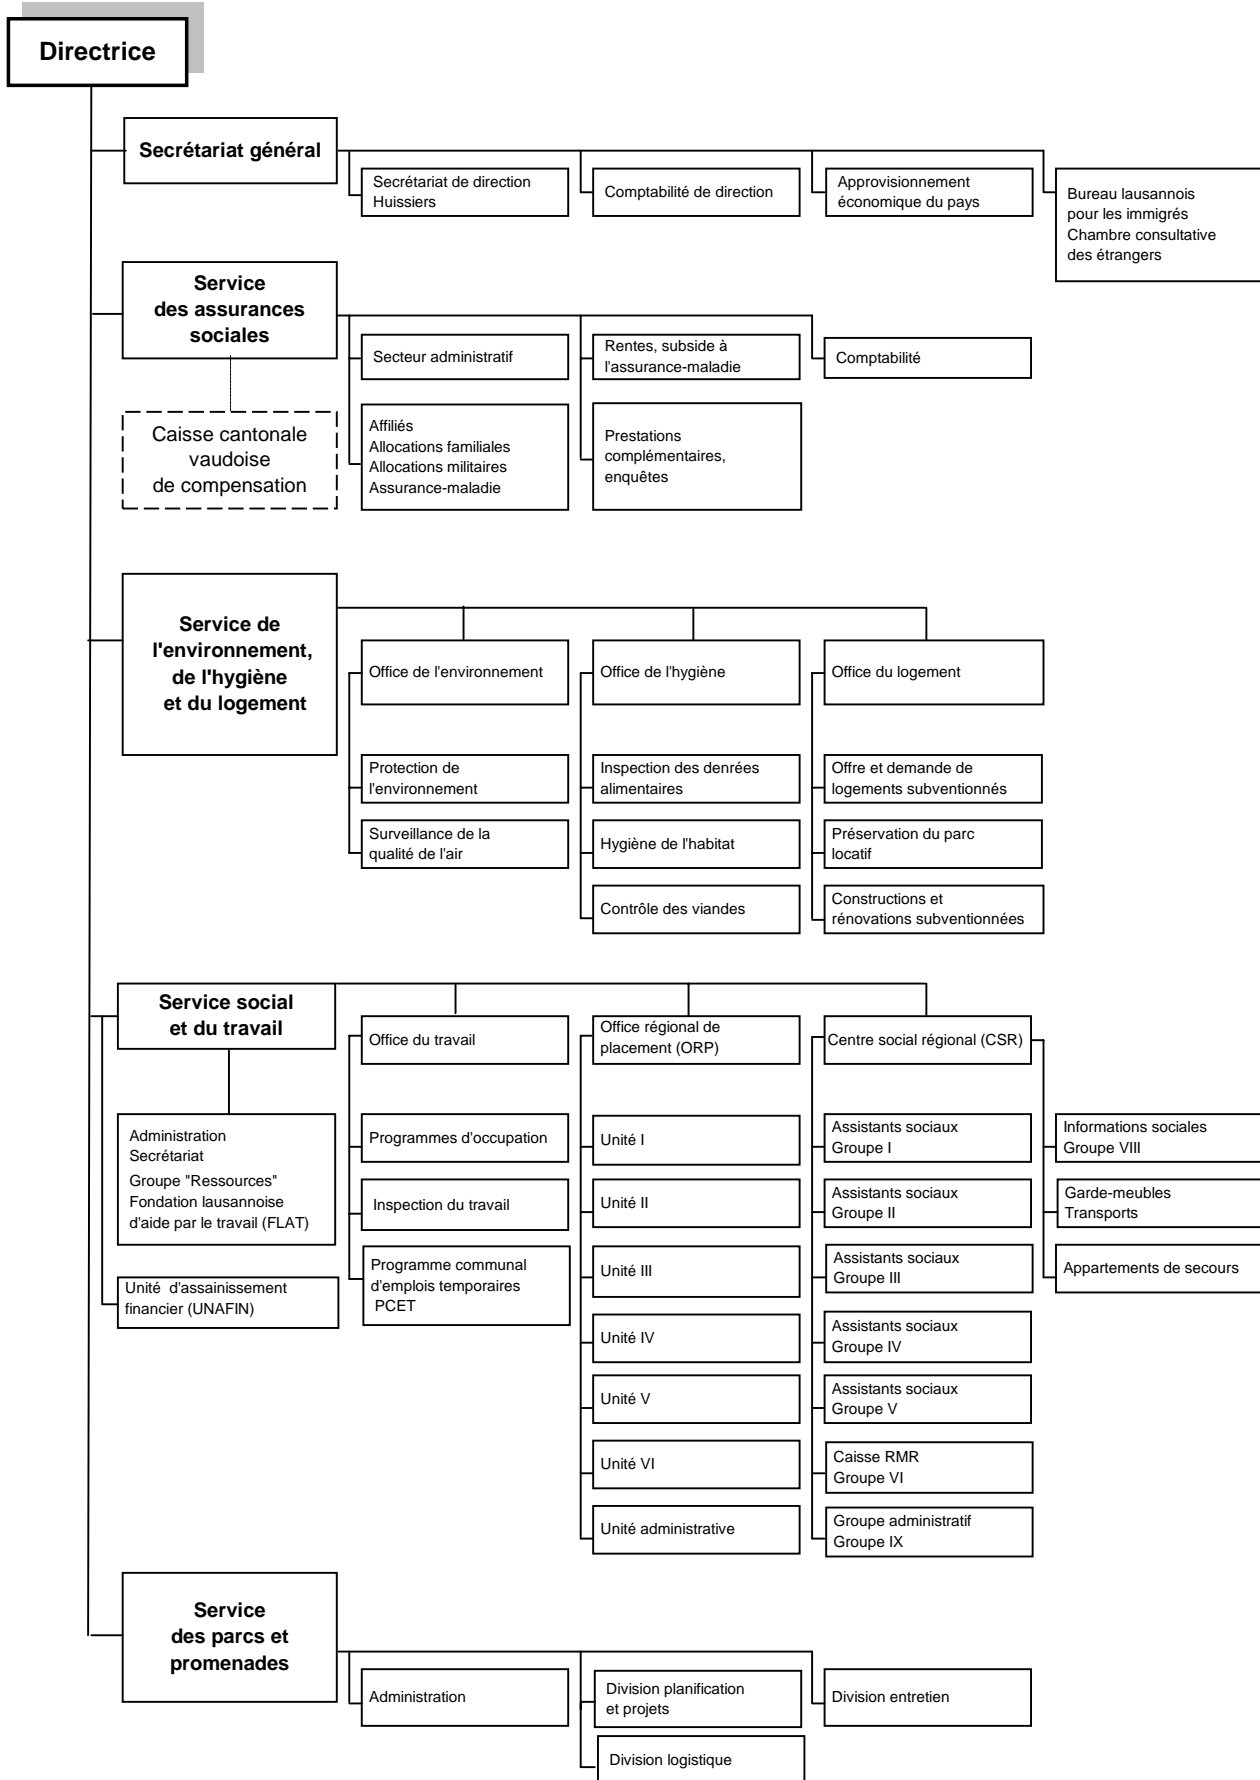 Directrice
Secrétariat général
Secrétariat de direction
Huissiers
Comptabilité de direction
Approvisionnement
économique du pays
Bureau lausannois
pour les immigrés
Chambre consultative
des étrangers
Service
des assurances
sociales
Secteur administratif
Rentes, subside à
l'assurance-maladie
Comptabilité
Caisse cantonale
vaudoise
de compensation
Affiliés
Allocations familiales
Allocations militaires
Assurance-maladie
Prestations
complémentaires,
enquêtes
Service de
l'environnement,
de l'hygiène
et du logement
Office de l'environnement
Office de l'hygiène
Office du logement
Protection de
l'environnement
Inspection des denrées
alimentaires
Offre et demande de
logements subventionnés
Surveillance de la
qualité de l'air
Hygiène de l'habitat
Préservation du parc
locatif
Contrôle des viandes
Constructions et
rénovations subventionnées
Service social
et du travail
Office du travail
Office régional de
placement (ORP)
Centre social régional (CSR)
Administration
Secrétariat
Groupe "Ressources"
Fondation lausannoise
d'aide par le travail (FLAT)
Programmes d'occupation
Unité I
Assistants sociaux
Groupe I
Informations sociales
Groupe VIII
Inspection du travail
Unité II
Assistants sociaux
Groupe II
Garde-meubles
Transports
Unité d'assainissement
financier (UNAFIN)
Programme communal
d'emplois temporaires
PCET
Unité III
Assistants sociaux
Groupe III
Appartements de secours
Unité IV
Assistants sociaux
Groupe IV
Unité V
Assistants sociaux
Groupe V
Unité VI
Caisse RMR
Groupe VI
Unité administrative
Groupe administratif
Groupe IX
Service
des parcs et
promenades
Administration
Division planification
et projets
Division entretien
Division logistique